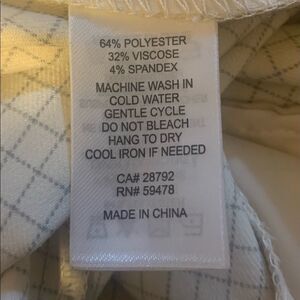 64% POLYESTER
32% VISCOSE
4% SPANDEX
MACHINE WASH IN
COLD WATER
GENTLE CYCLE
DO NOT BLEACH
HANG TO DRY
COOL IRON IF NEEDED
CA# 28792
RN# 59478
MADE IN CHINA